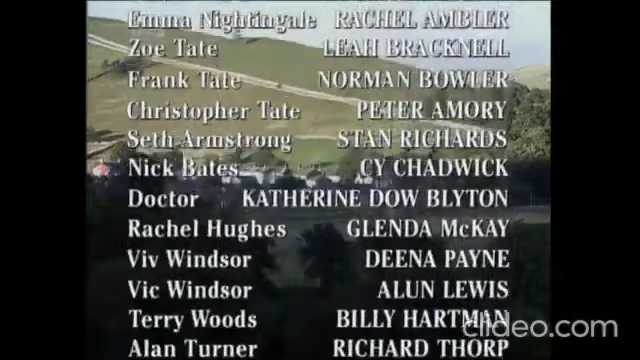 Emma Nightingale RACHEL AMBLER
Zoe Tate LEAH BRACKNELL
Frank Tate NORMAN BOWLER
Christopher Tate PETER AMORY
Seth Armstrong STAN RICHARDS
Nick Bates CY CHADWICK
Doctor KATHERINE DOW BLYTON
Rachel Hughes GLENDA McKAY
Viv Windsor DEENA PAYNE
Vic Windsor ALUN LEWIS
Terry Woods BILLY HARTMAN
clideo.com
Alan Turner RICHARD THORP